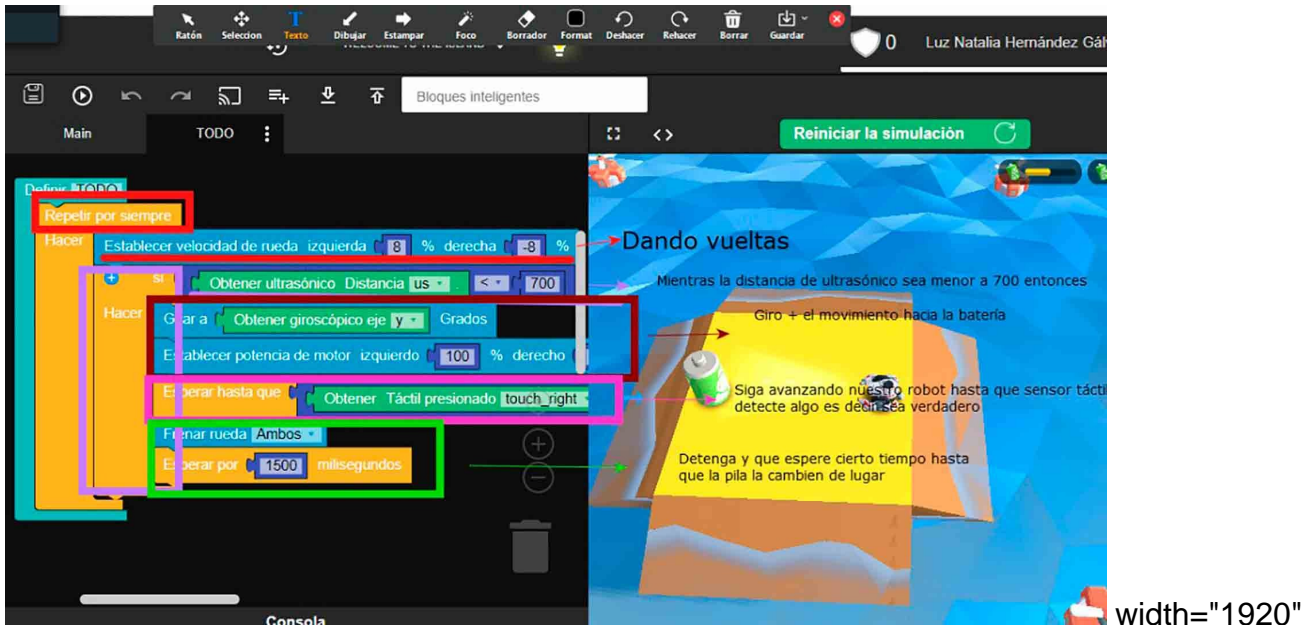 Ratón Seleccion Texto Dibujar Estampar Foco Borrador Format Deshacer Rehacer Borrar Guardar
0 Luz Natalia Hernández Gálv
Bloques inteligentes
Main TODO
Reiniciar la simulación
Definir TODO
Repetir por siempre
Hacer Establecer velocidad de rueda izquierda 8 % derecha -8 %
Dando vueltas
si Obtener ultrasónico Distancia us . < 700
Mientras la distancia de ultrasónico sea menor a 700 entonces
Hacer Girar a Obtener giroscópico eje y Grados
Giro + el movimiento hacia la batería
Establecer potencia de motor izquierdo 100 % derecho
Esperar hasta que Obtener Táctil presionado touch_right
Siga avanzando nuestro robot hasta que sensor tácti
detecte algo es decir sea verdadero
Frenar rueda Ambos
Esperar por 1500 milisegundos
Detenga y que espere cierto tiempo hasta
que la pila la cambien de lugar
Consola
width="1920"